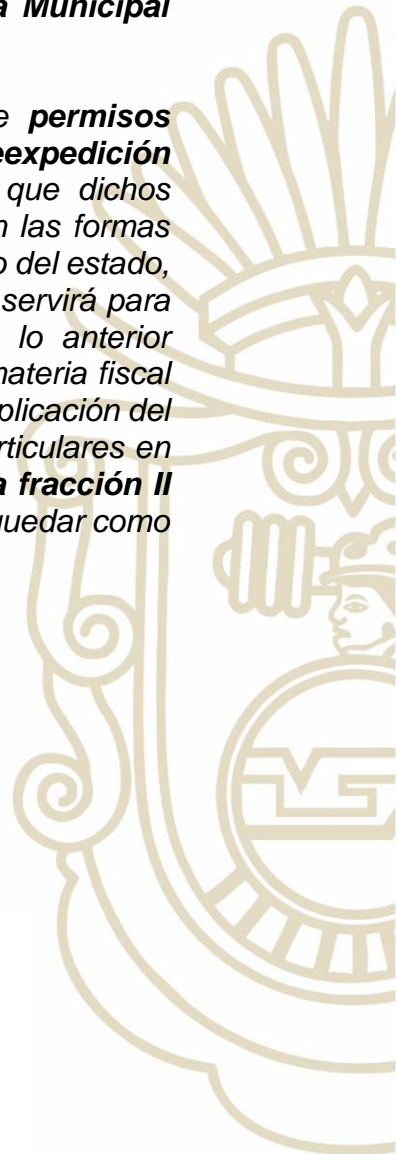 Municipal
permisos
eexpedición
que dichos
las formas
o del estado,
servirá para
lo anterior
materia fiscal
plicación del
rticulares en
fracción II
quedar como